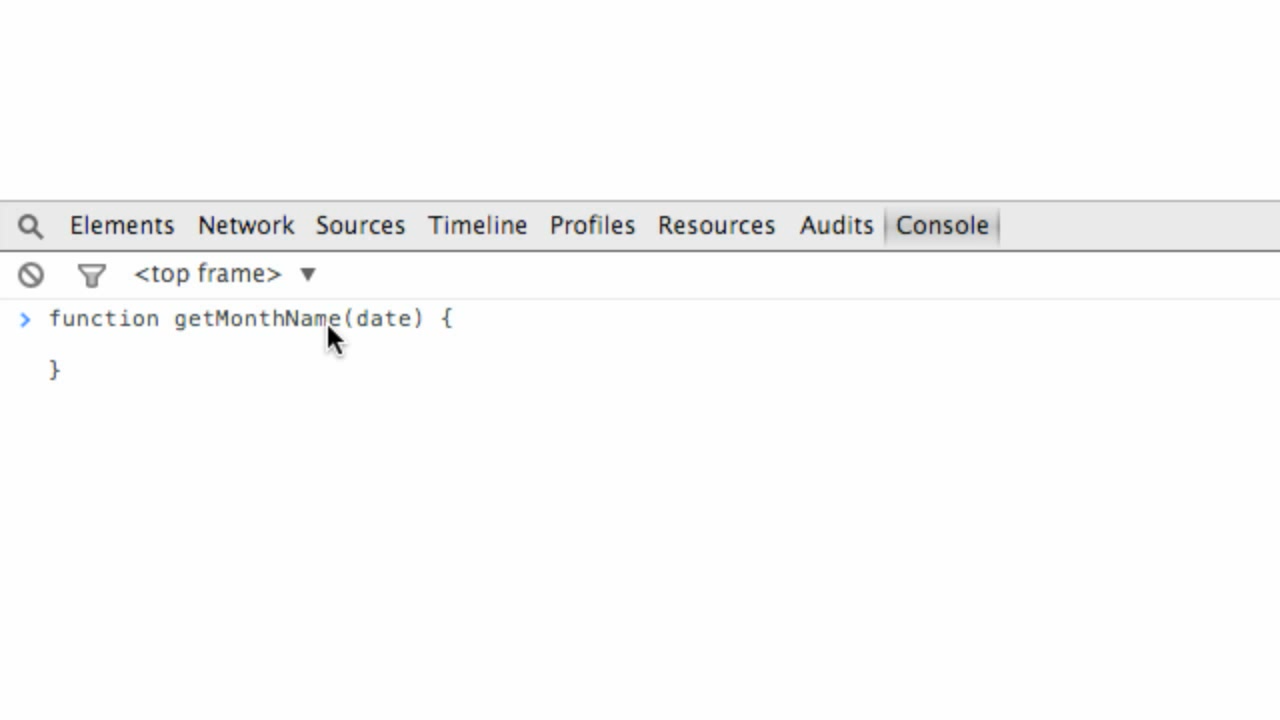 Elements Network Sources Timeline Profiles Resources Audits Console
<top frame> ▼
> function getMonthName(date) {
}